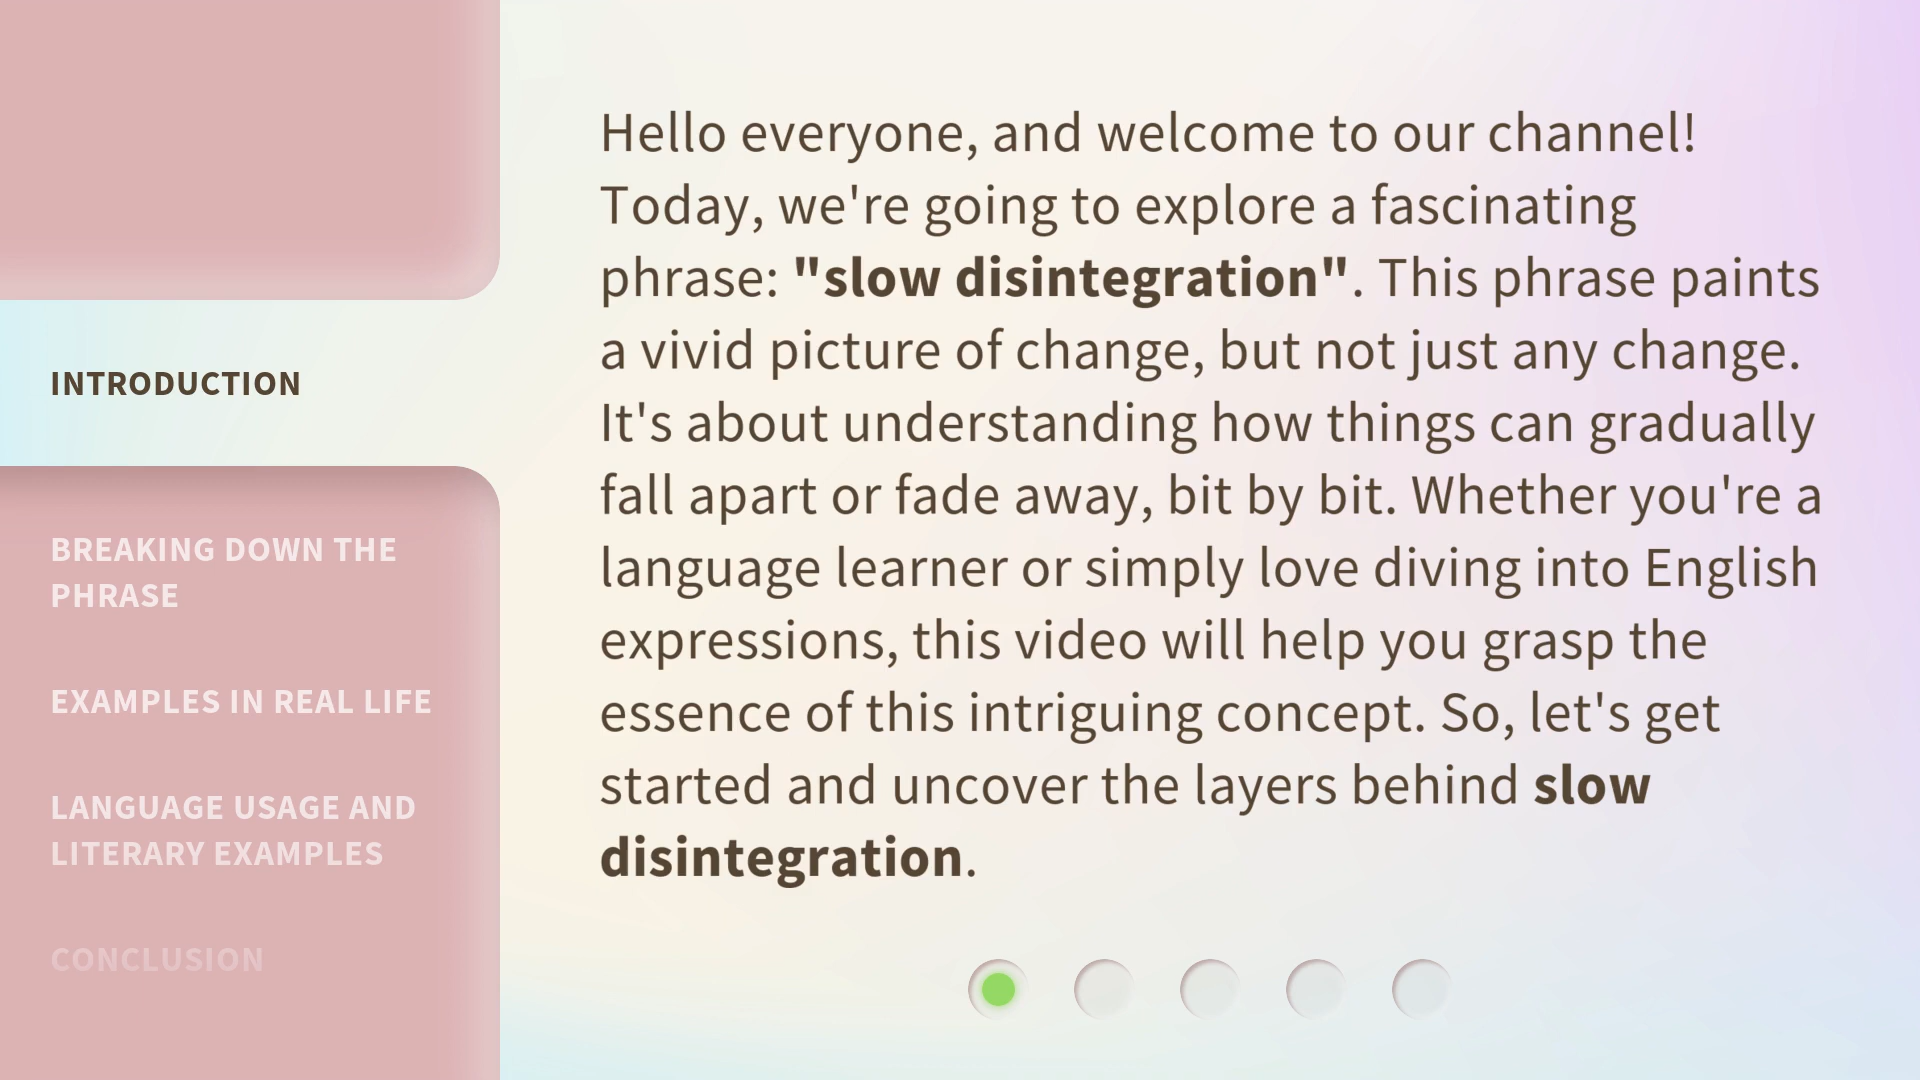 INTRODUCTION
BREAKING DOWN THE
PHRASE
EXAMPLES IN REAL LIFE
LANGUAGE USAGE AND
LITERARY EXAMPLES
CONCLUSION
Hello everyone, and welcome to our channel!
Today, we're going to explore a fascinating
phrase: "slow disintegration". This phrase paints
a vivid picture of change, but not just any change.
It's about understanding how things can gradually
fall apart or fade away, bit by bit. Whether you're a
language learner or simply love diving into English
expressions, this video will help you grasp the
essence of this intriguing concept. So, let's get
started and uncover the layers behind slow
disintegration.